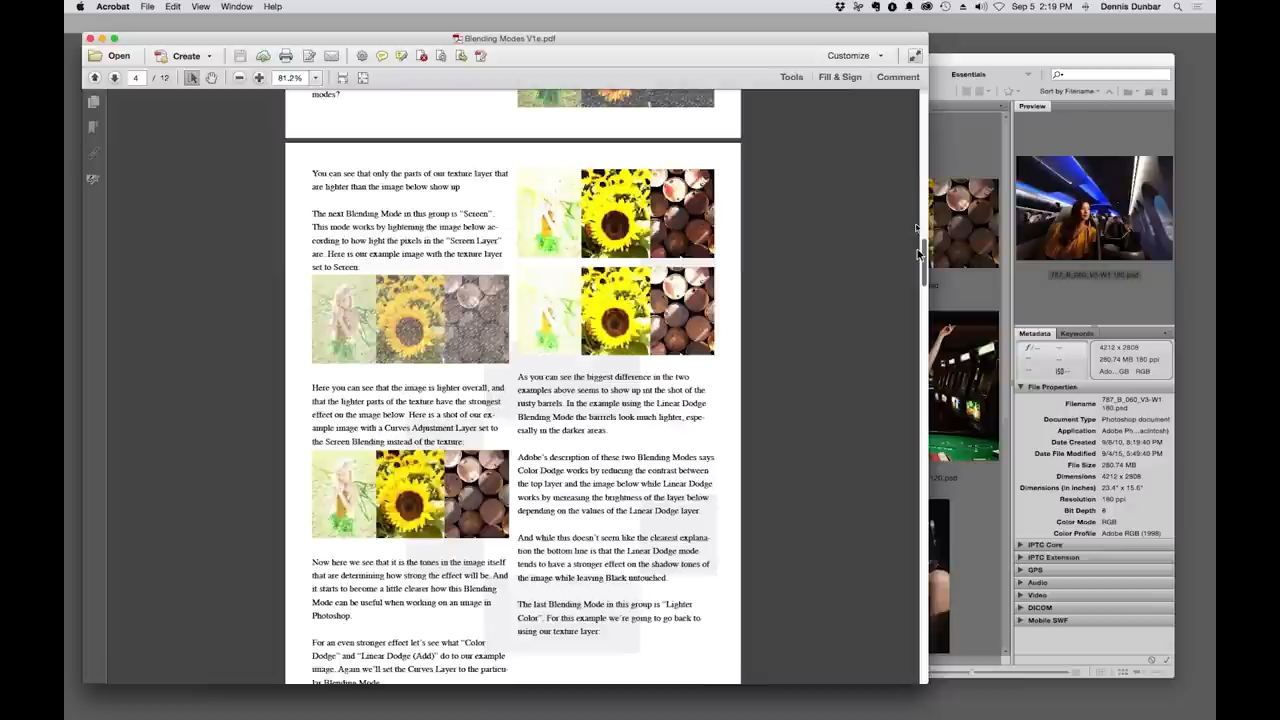 Acrobat File Edit View Window Help
Sep 5 2:19 PM Dennis Dunbar
Blending Modes V1e.pdf
Open Create Customize
4 / 12 81.2% Tools Fill & Sign Comment
modes?
You can see that only the parts of our texture layer that
are lighter than the image below show up
The next Blending Mode in this group is “Screen”.
This mode works by lightening the image below ac-
cording to how light the pixels in the “Screen Layer”
are. Here is our example image with the texture layer
set to Screen.
Here you can see that the image is lighter overall, and
that the lighter parts of the texture have the strongest
effect on the image below. Here is a shot of our ex-
ample image with a Curves Adjustment Layer set to
the Screen Blending instead of the texture:
Now here we see that it is the tones in the image itself
that are determining how strong the effect will be. And
it starts to become a little clearer how this Blending
Mode can be useful when working on an image in
Photoshop.
For an even stronger effect let’s see what “Color
Dodge” and “Linear Dodge (Add)” do to our example
image. Again we’ll set the Curves Layer to the particu-
lar Blending Mode.
As you can see the biggest difference in the two
examples above seems to show up int the shot of the
rusty barrels. In the example using the Linear Dodge
Blending Mode the barrrels look much lighter, espe-
cially in the darker areas.
Adobe’s description of these two Blending Modes says
Color Dodge works by reducing the contrast between
the top layer and the image below while Linear Dodge
works by increasing the brightness of the layer below
depending on the values of the Linear Dodge layer.
And while this doesn’t seem like the clearest explana-
tion the bottom line is that the Linear Dodge mode
tends to have a stronger effect on the shadow tones of
the image while leaving Black untouched.
The last Blending Mode in this group is “Lighter
Color”. For this example we’re going to go back to
using our texture layer:
Essentials
Sort by Filename
Preview
787_B_060_V3-W1 180.psd
120.psd
Metadata Keywords
f/-- --
4212 x 2808
-- --
280.74 MB 180 ppi
-- ISO--
Ado...GB RGB
File Properties
Filename 787_B_060_V3-W1
180.psd
Document Type Photoshop document
Application Adobe Ph...acintosh)
Date Created 9/8/10, 8:19:40 PM
Date File Modified 9/4/15, 5:49:40 PM
File Size 280.74 MB
Dimensions 4212 x 2808
Dimensions (in inches) 23.4" x 15.6"
Resolution 180 ppi
Bit Depth 8
Color Mode RGB
Color Profile Adobe RGB (1998)
IPTC Core
IPTC Extension
GPS
Audio
Video
DICOM
Mobile SWF